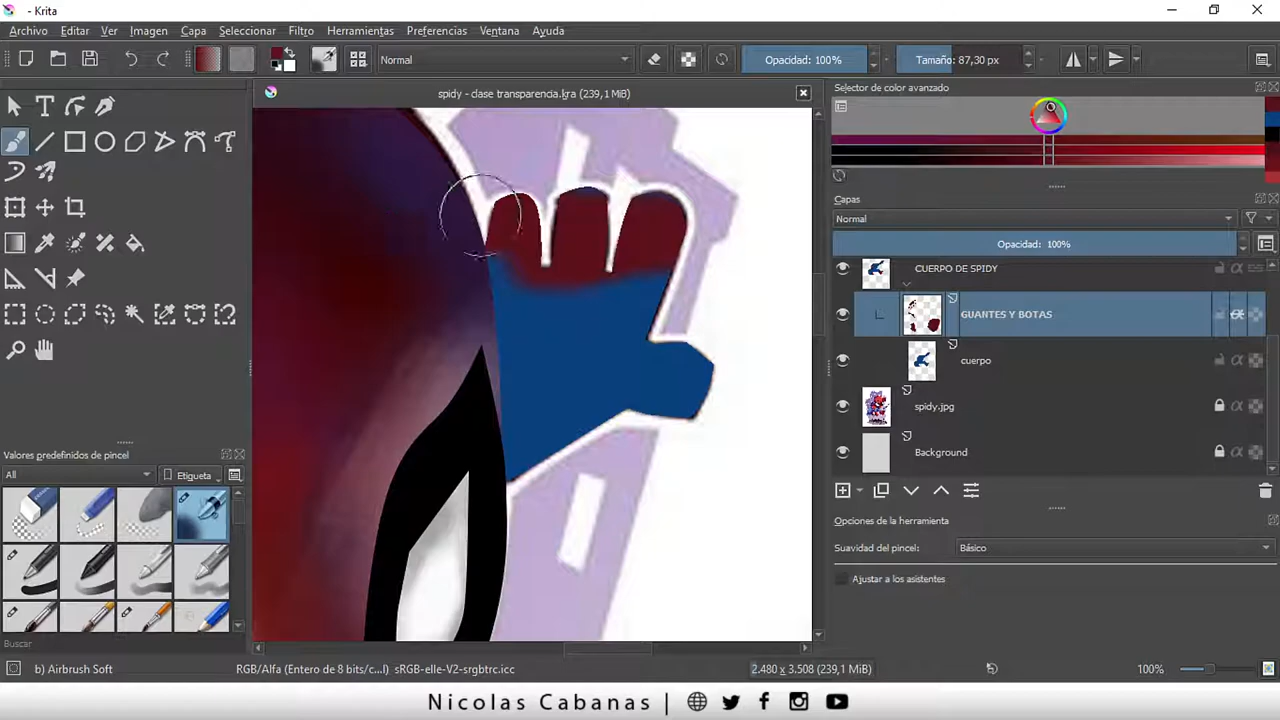 - Krita
Archivo Editar Ver Imagen Capa Seleccionar Filtro Herramientas Preferencias Ventana Ayuda
Normal Opacidad: 100% Tamaño: 87,30 px
spidy - clase transparencia.kra (239,1 MiB)
Selector de color avanzado
Capas
Normal
Opacidad: 100%
CUERPO DE SPIDY
GUANTES Y BOTAS
cuerpo
spidy.jpg
Background
Valores predefinidos de pincel
All Etiqueta
Opciones de la herramienta
Suavidad del pincel: Básico
Ajustar a los asistentes
Buscar
b) Airbrush Soft RGB/Alfa (Entero de 8 bits/c...l) sRGB-elle-V2-srgbtrc.icc 2.480 x 3.508 (239,1 MiB) 100%
Nicolas Cabanas |